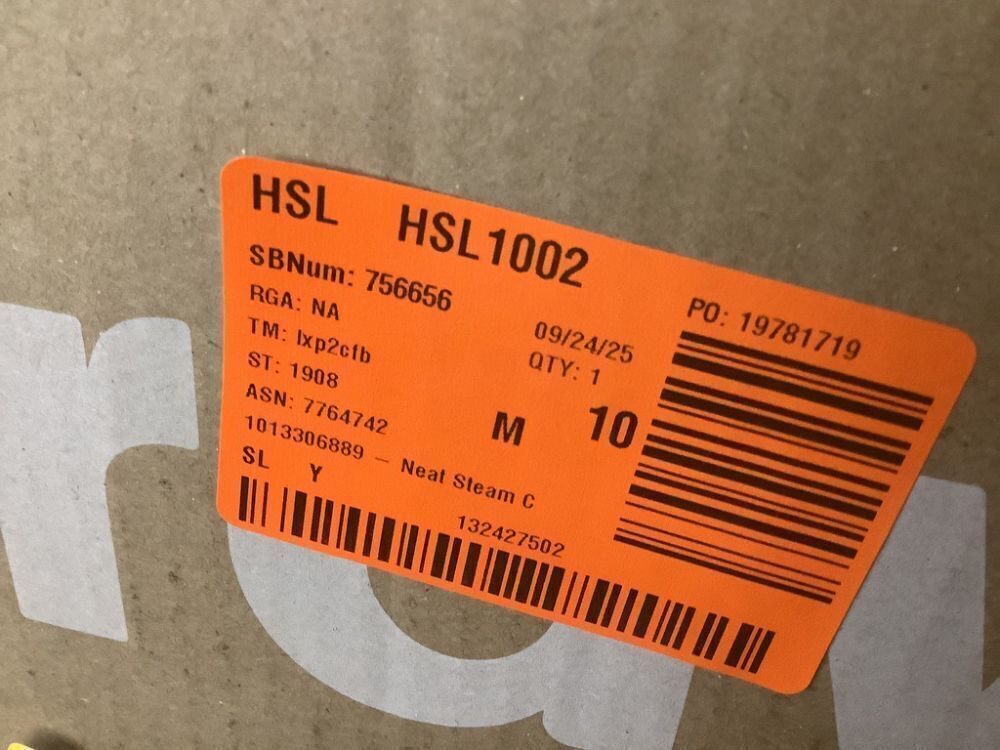 HSL HSL1002
SBNum: 756656
RGA: NA
TM: lxp2cfb
ST: 1908
ASN: 7764742
1013306889 – Neat Steam C
SL Y
09/24/25
QTY: 1
M 10
132427502
PO: 19781719